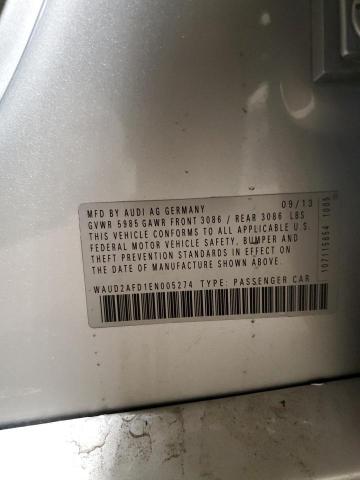 MFD BY AUDI AG GERMANY 09/13
GVWR 5985 GAWR FRONT 3086 / REAR 3086 LBS
THIS VEHICLE CONFORMS TO ALL APPLICABLE U.S.
FEDERAL MOTOR VEHICLE SAFETY, BUMPER AND
THEFT PREVENTION STANDARDS IN EFFECT ON
THE DATE OF MANUFACTURE SHOWN ABOVE.
WAUD2AFD1EN005274 TYPE: PASSENGER CAR
107115854 1005